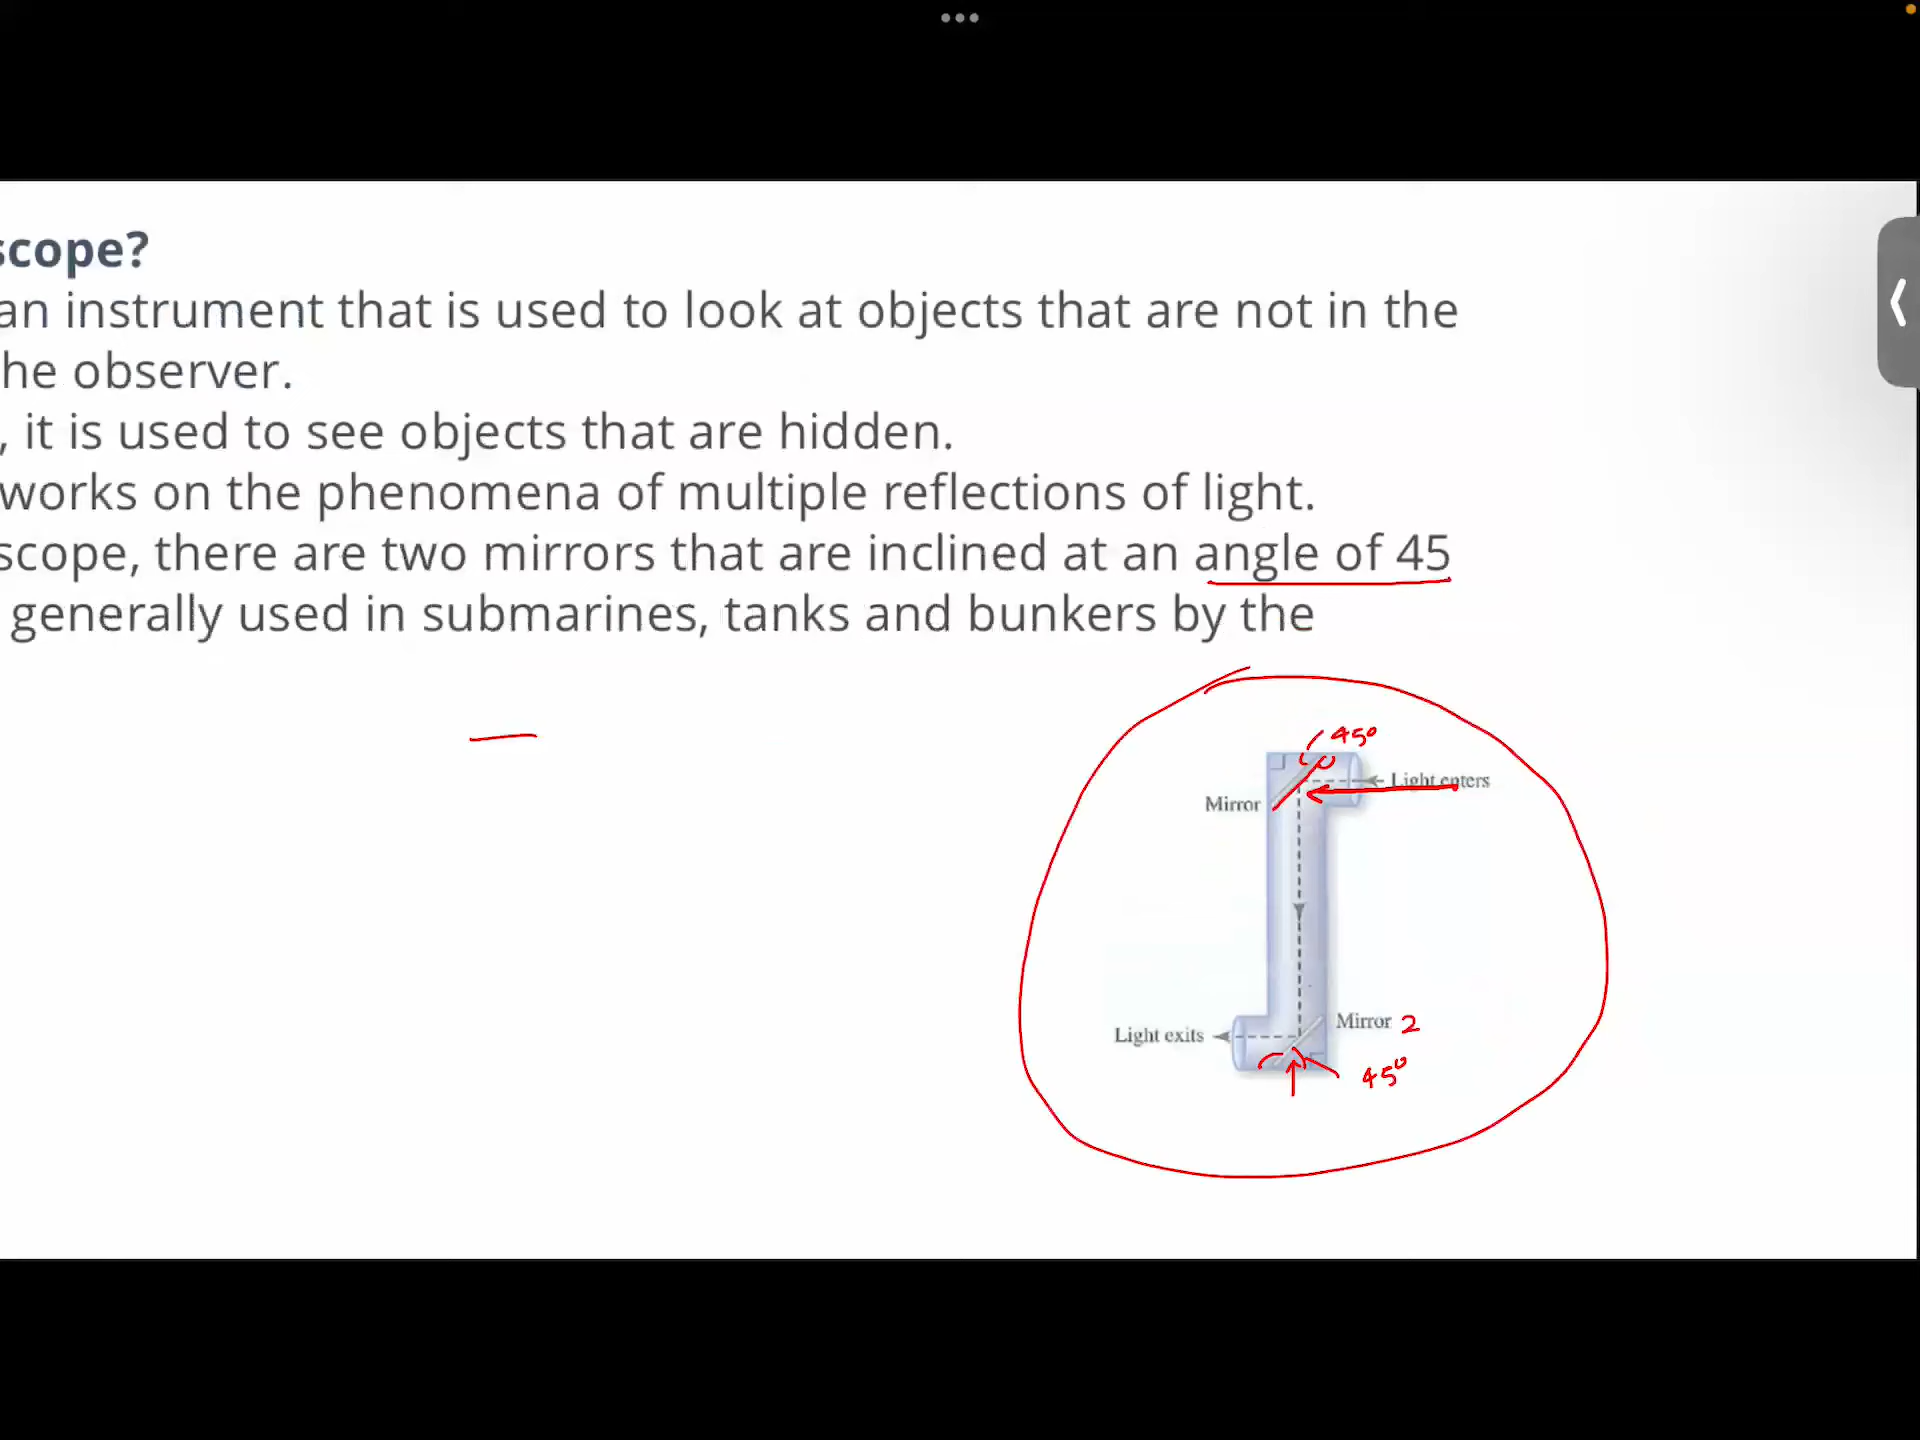 scope?
an instrument that is used to look at objects that are not in the
he observer.
, it is used to see objects that are hidden.
works on the phenomena of multiple reflections of light.
scope, there are two mirrors that are inclined at an angle of 45
generally used in submarines, tanks and bunkers by the
45°
Light enters
Mirror
Mirror 2
Light exits
45°